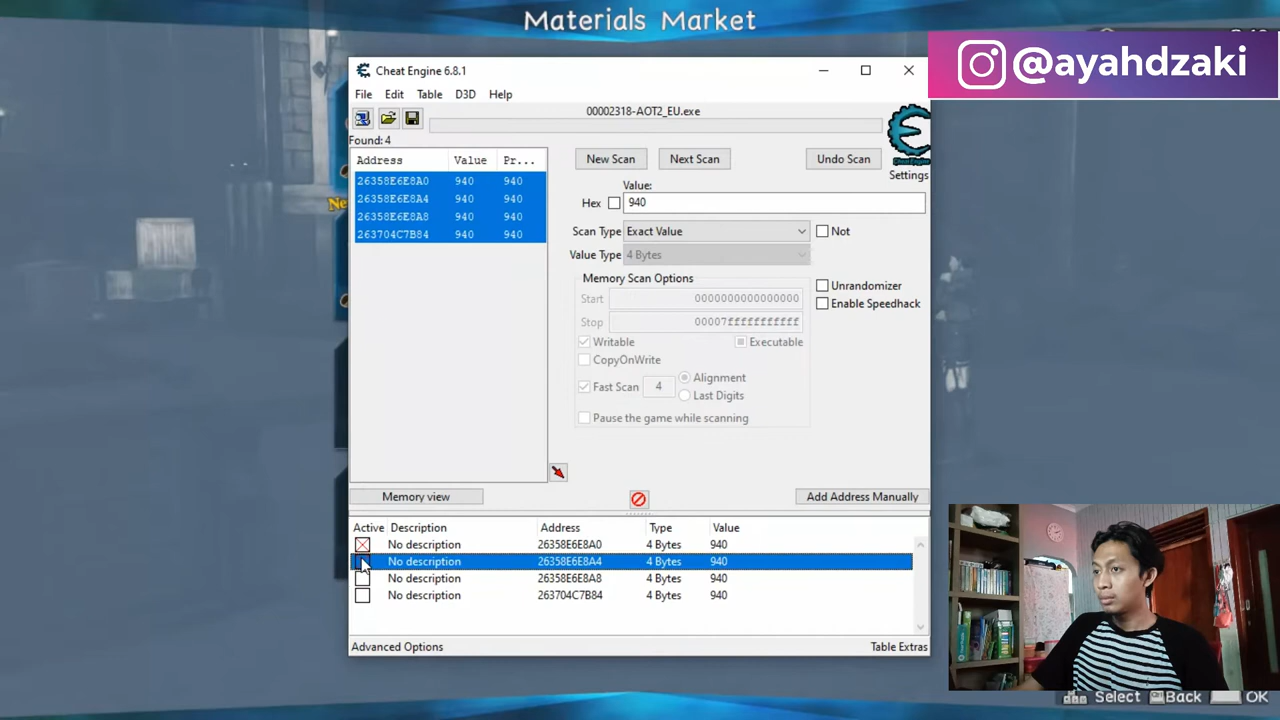 Materials Market
@ayahdzaki
Cheat Engine 6.8.1
File Edit Table D3D Help
00002318-AOT2_EU.exe
Found: 4
Address Value Pr...
26358E6E8A0 940 940
26358E6E8A4 940 940
26358E6E8A8 940 940
263704C7B84 940 940
New Scan Next Scan Undo Scan
Cheat Engine
Settings
Value:
Hex 940
Scan Type Exact Value Not
Value Type 4 Bytes
Memory Scan Options
Start 0000000000000000
Stop 00007fffffffffff
Unrandomizer
Enable Speedhack
Writable Executable
CopyOnWrite
Fast Scan 4 Alignment
Last Digits
Pause the game while scanning
Memory view Add Address Manually
Active Description Address Type Value
No description 26358E6E8A0 4 Bytes 940
No description 26358E6E8A4 4 Bytes 940
No description 26358E6E8A8 4 Bytes 940
No description 263704C7B84 4 Bytes 940
Advanced Options Table Extras
Select Back OK